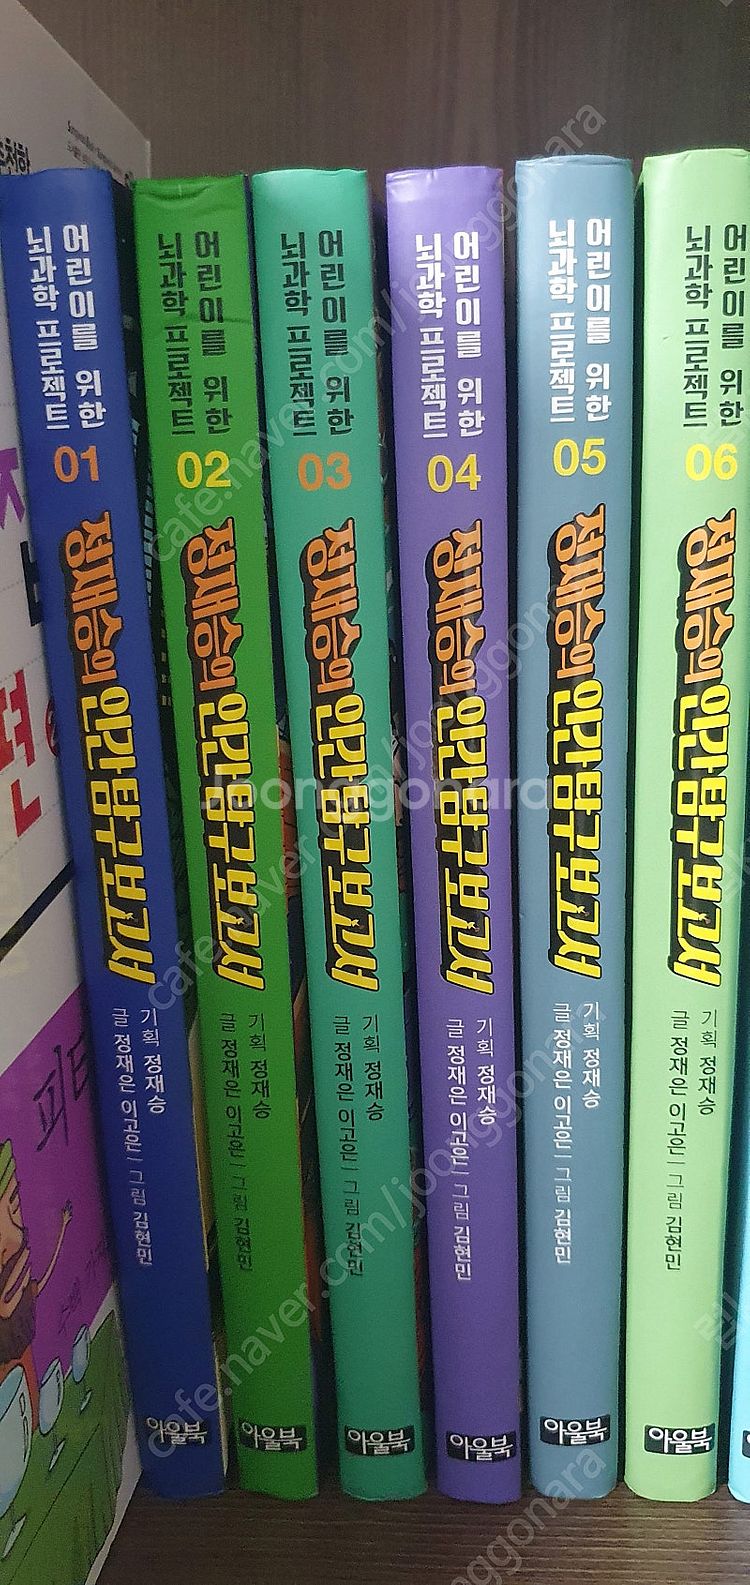 어린이를 위한
뇌과학 프로젝트
01
정재승의 인간탐구보고서
기획 정재승
글 정재은 이고은 | 그림 김현민
아울북
어린이를 위한
뇌과학 프로젝트
02
정재승의 인간탐구보고서
기획 정재승
글 정재은 이고은 | 그림 김현민
아울북
어린이를 위한
뇌과학 프로젝트
03
정재승의 인간탐구보고서
기획 정재승
글 정재은 이고은 | 그림 김현민
아울북
어린이를 위한
뇌과학 프로젝트
04
정재승의 인간탐구보고서
기획 정재승
글 정재은 이고은 | 그림 김현민
아울북
어린이를 위한
뇌과학 프로젝트
05
정재승의 인간탐구보고서
기획 정재승
글 정재은 이고은 | 그림 김현민
아울북
어린이를 위한
뇌과학 프로젝트
06
정재승의 인간탐구보고서
기획 정재승
글 정재은 이고은 | 그림 김현민
아울북
Joonggonara
cafe.naver.com/joonggonara
cafe.naver.com/joonggonara
cafe.naver.com/joonggonara